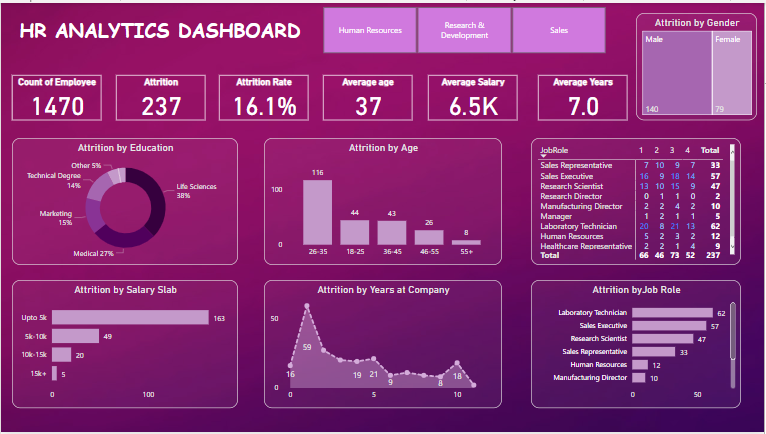 HR ANALYTICS DASHBOARD
Human Resources
Research &
Development
Sales
Attrition by Gender
Male
Female
140
79
Count of Employee
1470
Attrition
237
Attrition Rate
16.1%
Average age
37
Average Salary
6.5K
Average Years
7.0
Attrition by Education
Other 5%
Technical Degree
14%
Marketing
15%
Medical 27%
Life Sciences
38%
Attrition by Age
100
0
116
44
43
26
8
26-35 18-25 36-45 46-55 55+
JobRole 1 2 3 4 Total
Sales Representative 7 10 9 7 33
Sales Executive 16 9 18 14 57
Research Scientist 13 10 15 9 47
Research Director 0 1 1 0 2
Manufacturing Director 2 2 4 2 10
Manager 1 2 1 1 5
Laboratory Technician 20 8 21 13 62
Human Resources 5 2 3 2 12
Healthcare Representative 2 2 1 4 9
Total 66 46 73 52 237
Attrition by Salary Slab
Upto 5k 163
5k-10k 49
10k-15k 20
15k+ 5
0 100
Attrition by Years at Company
50
0
16
59
19
21
9
8
18
0 5 10
Attrition byJob Role
Laboratory Technician 62
Sales Executive 57
Research Scientist 47
Sales Representative 33
Human Resources 12
Manufacturing Director 10
0 50